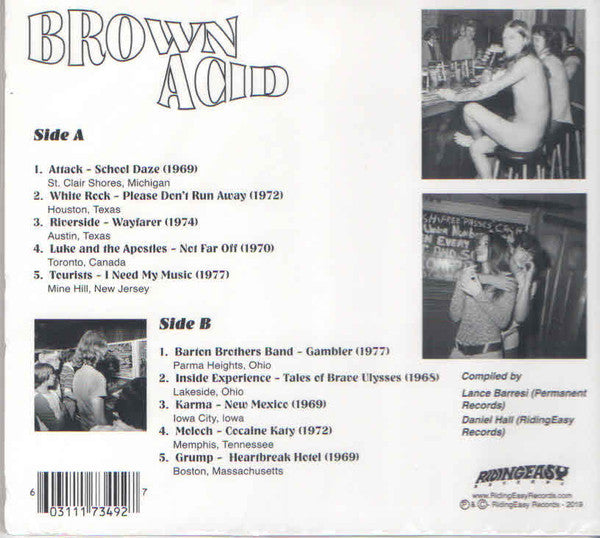 BROWN
ACID
Side A
1. Attack - School Daze (1969)
St. Clair Shores, Michigan
2. White Rock - Please Don't Run Away (1972)
Houston, Texas
3. Riverside - Wayfarer (1974)
Austin, Texas
4. Luke and the Apostles - Not Far Off (1970)
Toronto, Canada
5. Tourists - I Need My Music (1977)
Mine Hill, New Jersey
Side B
1. Barton Brothers Band - Gambler (1977)
Parma Heights, Ohio
2. Inside Experience - Tales of Brave Ulysses (1968)
Lakeside, Ohio
3. Karma - New Mexico (1969)
Iowa City, Iowa
4. Moloch - Cocaine Katy (1972)
Memphis, Tennessee
5. Grump - Heartbreak Hotel (1969)
Boston, Massachusetts
FREE PASSES
EVERY
Compiled by
Lance Barresi (Permanent
Records)
Daniel Hall (RidingEasy
Records)
RIDINGEASY
RECORDS
www.RidingEasyRecords.com
℗ & © - RidingEasy Records - 2019
6 03111 73492 7